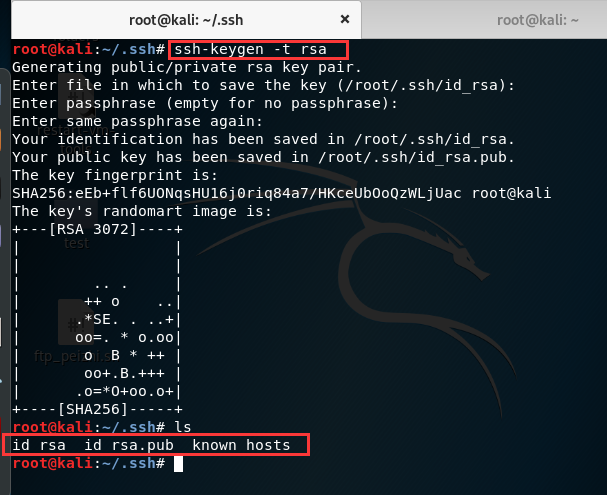 root@kali: ~/.ssh
root@kali: ~
root@kali:~/.ssh# ssh-keygen -t rsa
Generating public/private rsa key pair.
Enter file in which to save the key (/root/.ssh/id_rsa):
Enter passphrase (empty for no passphrase):
Enter same passphrase again:
Your identification has been saved in /root/.ssh/id_rsa.
Your public key has been saved in /root/.ssh/id_rsa.pub.
The key fingerprint is:
SHA256:eEb+flf6UONqsHU16j0riq84a7/HKceUbOoQzWLjUac root@kali
The key's randomart image is:
+---[RSA 3072]----+
|                 |
|                 |
|        .. .     |
|       ++ o    ..|
|      .*SE. . ..+|
|      oo=. * o.oo|
|       o  B * ++ |
|       oo+.B.+++ |
|      .o=*O+oo.o+|
+----[SHA256]-----+
root@kali:~/.ssh# ls
id_rsa  id_rsa.pub  known_hosts
root@kali:~/.ssh#
test